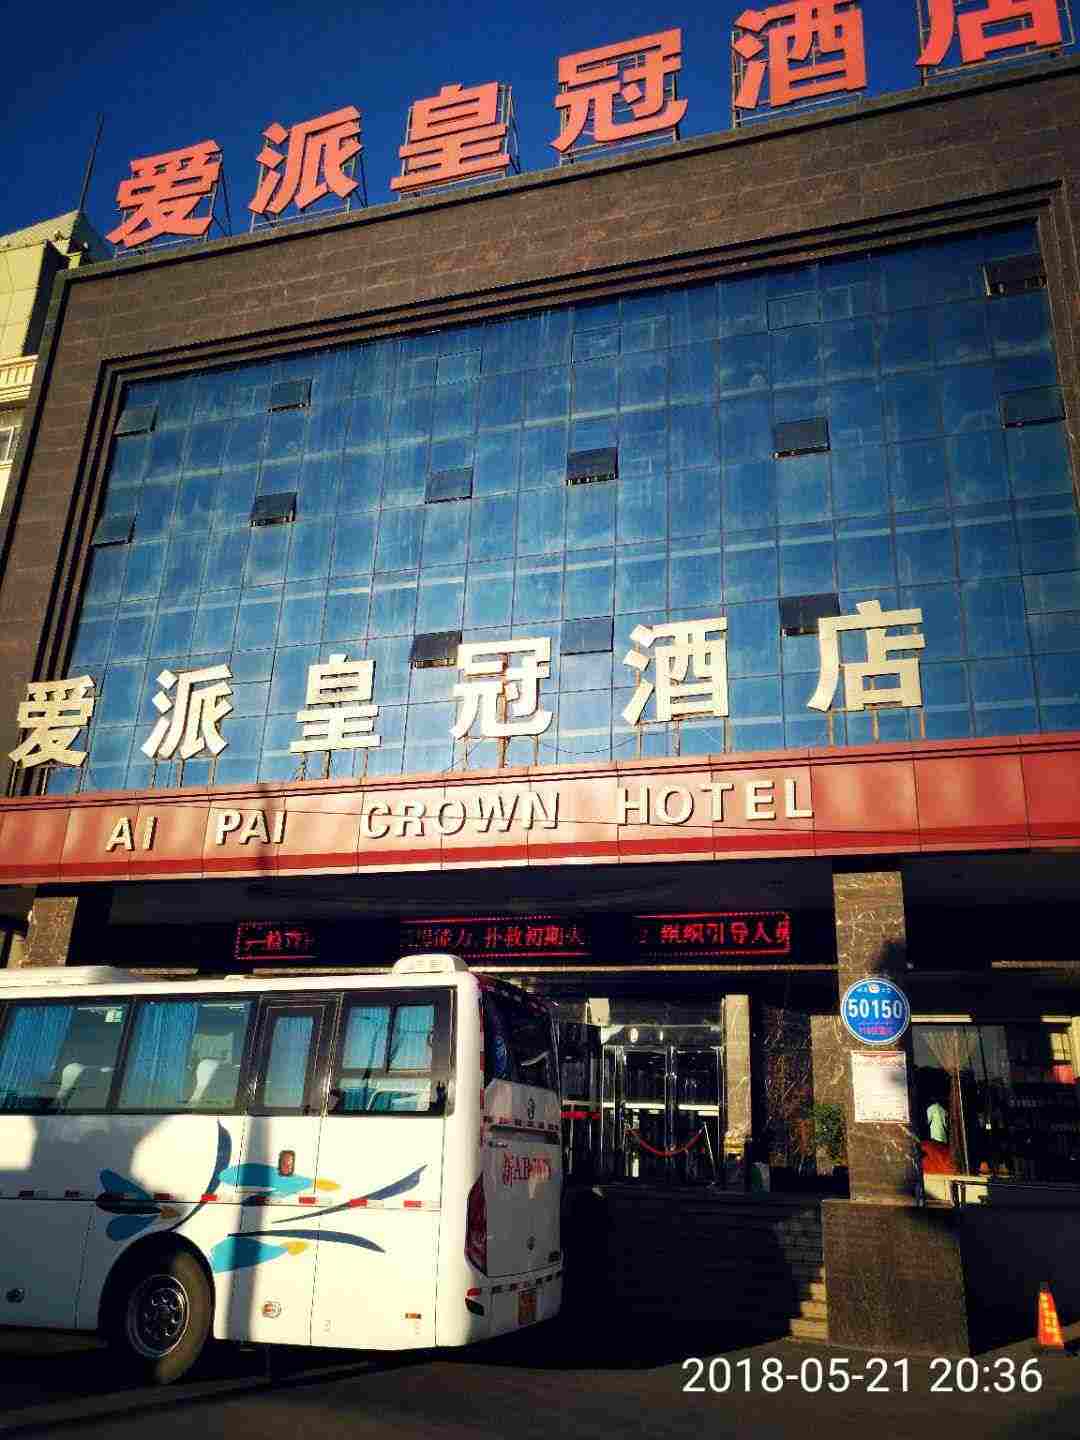 爱派皇冠酒店
爱派皇冠酒店
AI PAI CROWN HOTEL
力,扑救初期火
组织引导人员
50150
2018-05-21 20:36